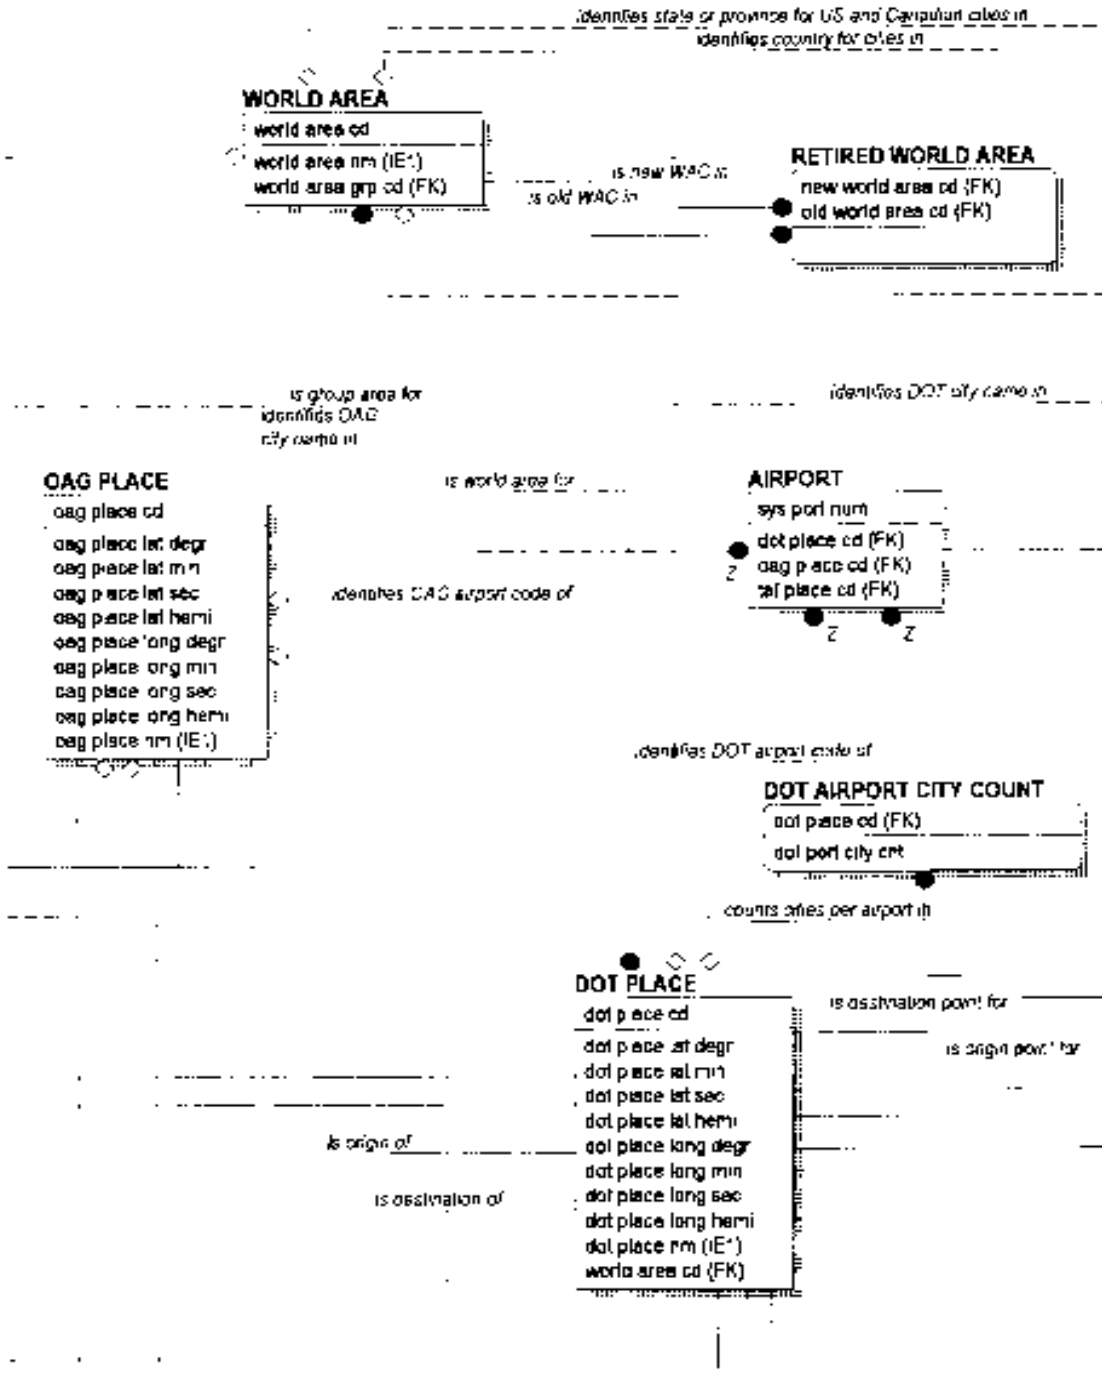 identifies state or province for US and Canadian cities in
identifies country for cities in
WORLD AREA
world area cd
world area nm (IE1)
world area grp cd (FK)
is new WAC in
is old WAC in
RETIRED WORLD AREA
new world area cd (FK)
old world area cd (FK)
is group area for
identifies OAG
city name in
identifies DOT city name in
OAG PLACE
oag place cd
oag place lat degr
oag place lat min
oag place lat sec
oag place lat hemi
oag place long degr
oag place long min
oag place long sec
oag place long hemi
oag place nm (IE1)
is world area for
identifies OAG airport code of
AIRPORT
sys port num
dot place cd (FK)
oag place cd (FK)
place cd (FK)
Z
Z
Z
identifies DOT airport code of
DOT AIRPORT CITY COUNT
dot place cd (FK)
dot port city cnt
counts cities per airport in
DOT PLACE
dot place cd
dot place lat degr
dot place lat min
dot place lat sec
dot place lat hemi
dot place long degr
dot place long min
dot place long sec
dot place long hemi
dot place nm (IE1)
world area cd (FK)
is destination point for
is origin point for
is origin of
is destination of